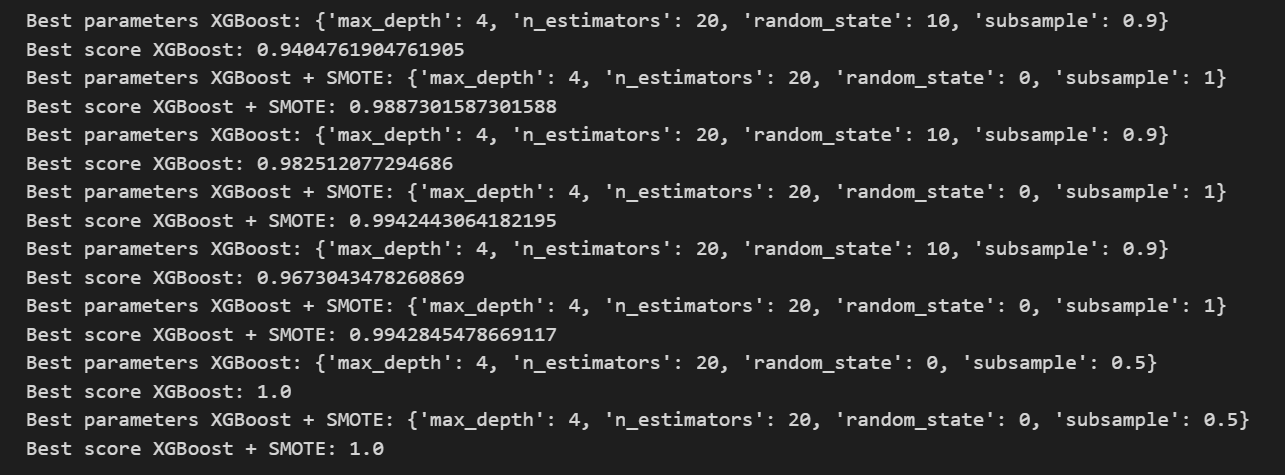 Best parameters XGBoost: {'max_depth': 4, 'n_estimators': 20, 'random_state': 10, 'subsample': 0.9}
Best score XGBoost: 0.9404761904761905
Best parameters XGBoost + SMOTE: {'max_depth': 4, 'n_estimators': 20, 'random_state': 0, 'subsample': 1}
Best score XGBoost + SMOTE: 0.9887301587301588
Best parameters XGBoost: {'max_depth': 4, 'n_estimators': 20, 'random_state': 10, 'subsample': 0.9}
Best score XGBoost: 0.982512077294686
Best parameters XGBoost + SMOTE: {'max_depth': 4, 'n_estimators': 20, 'random_state': 0, 'subsample': 1}
Best score XGBoost + SMOTE: 0.9942443064182195
Best parameters XGBoost: {'max_depth': 4, 'n_estimators': 20, 'random_state': 10, 'subsample': 0.9}
Best score XGBoost: 0.9673043478260869
Best parameters XGBoost + SMOTE: {'max_depth': 4, 'n_estimators': 20, 'random_state': 0, 'subsample': 1}
Best score XGBoost + SMOTE: 0.9942845478669117
Best parameters XGBoost: {'max_depth': 4, 'n_estimators': 20, 'random_state': 0, 'subsample': 0.5}
Best score XGBoost: 1.0
Best parameters XGBoost + SMOTE: {'max_depth': 4, 'n_estimators': 20, 'random_state': 0, 'subsample': 0.5}
Best score XGBoost + SMOTE: 1.0